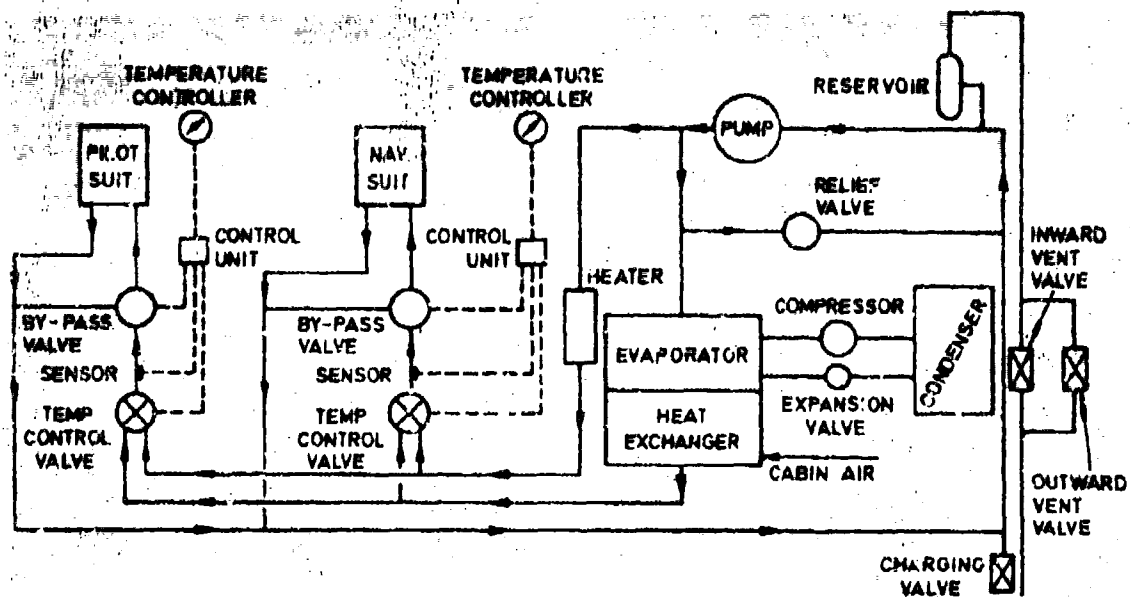 TEMPERATURE
CONTROLLER
TEMPERATURE
CONTROLLER
RESERVOIR
PUMP
PILOT
SUIT
NAV
SUIT
RELIEF
VALVE
CONTROL
UNIT
CONTROL
UNIT
HEATER
INWARD
VENT
VALVE
COMPRESSOR
CONDENSER
BY-PASS
VALVE
BY-PASS
VALVE
EVAPORATOR
SENSOR
SENSOR
EXPANSION
VALVE
TEMP
CONTROL
VALVE
TEMP
CONTROL
VALVE
HEAT
EXCHANGER
CABIN AIR
OUTWARD
VENT
VALVE
CHARGING
VALVE